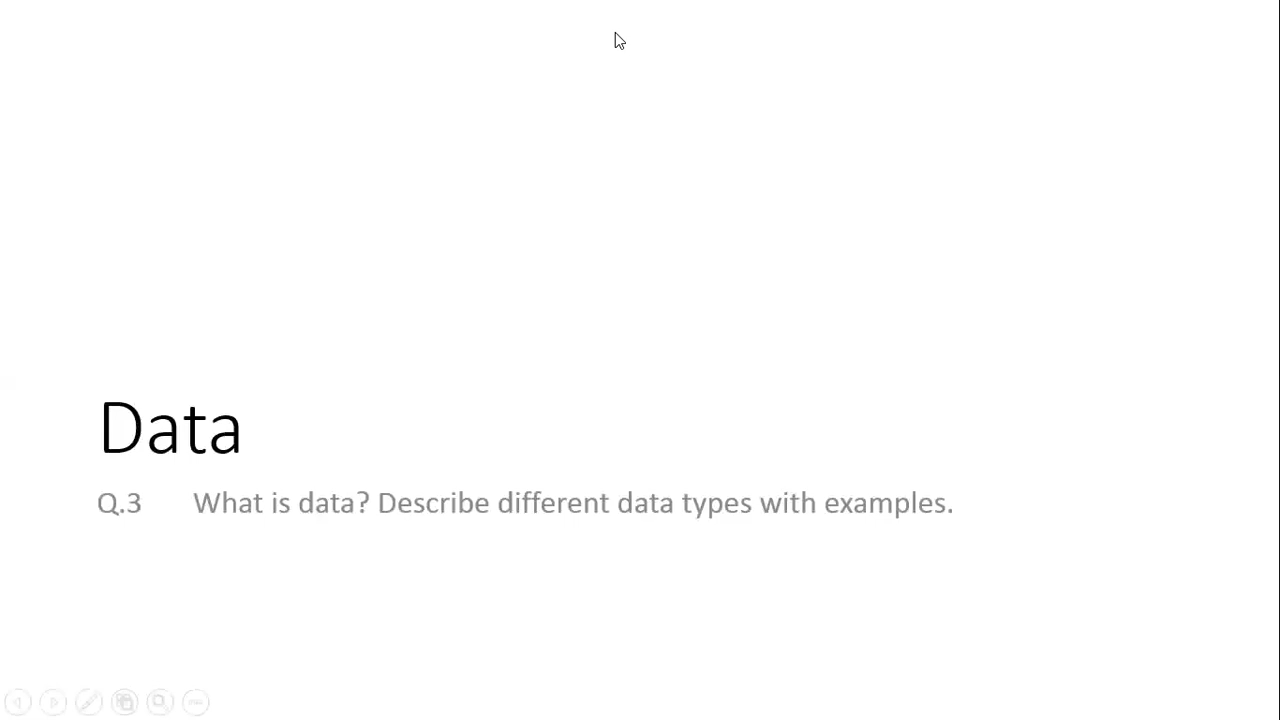 Data
Q.3 What is data? Describe different data types with examples.